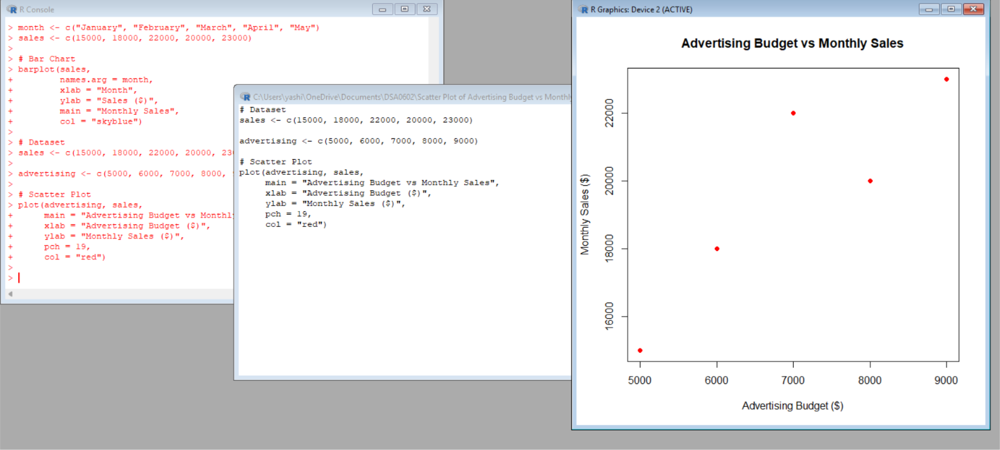 R Console
> month <- c("January", "February", "March", "April", "May")
> sales <- c(15000, 18000, 22000, 20000, 23000)
>
> # Bar Chart
> barplot(sales,
+         names.arg = month,
+         xlab = "Month",
+         ylab = "Sales ($)",
+         main = "Monthly Sales",
+         col = "skyblue")
>
> # Dataset
> sales <- c(15000, 18000, 22000, 20000, 23
>
> advertising <- c(5000, 6000, 7000, 8000,
>
> # Scatter Plot
> plot(advertising, sales,
+      main = "Advertising Budget vs Monthly
+      xlab = "Advertising Budget ($)",
+      ylab = "Monthly Sales ($)",
+      pch = 19,
+      col = "red")
>
>
C:\Users\yashi\OneDrive\Documents\DSA0602\Scatter Plot of Advertising Budget vs Monthly
# Dataset
sales <- c(15000, 18000, 22000, 20000, 23000)

advertising <- c(5000, 6000, 7000, 8000, 9000)

# Scatter Plot
plot(advertising, sales,
     main = "Advertising Budget vs Monthly Sales",
     xlab = "Advertising Budget ($)",
     ylab = "Monthly Sales ($)",
     pch = 19,
     col = "red")
R Graphics: Device 2 (ACTIVE)
Advertising Budget vs Monthly Sales
Monthly Sales ($)
22000
20000
18000
16000
5000 6000 7000 8000 9000
Advertising Budget ($)